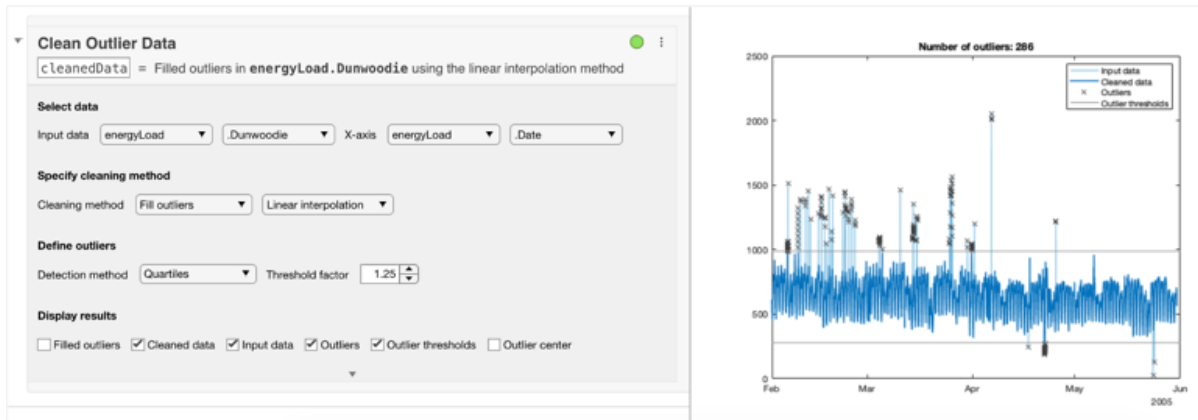 Clean Outlier Data
cleanedData = Filled outliers in energyLoad.Dunwoodie using the linear interpolation method
Select data
Input data energyLoad .Dunwoodie X-axis energyLoad .Date
Specify cleaning method
Cleaning method Fill outliers Linear interpolation
Define outliers
Detection method Quartiles Threshold factor 1.25
Display results
Filled outliers Cleaned data Input data Outliers Outlier thresholds Outlier center
Number of outliers: 286
2500
Input data
Cleaned data
Outliers
Outlier thresholds
2000
1500
1000
500
0
Feb Mar Apr May Jun
2005